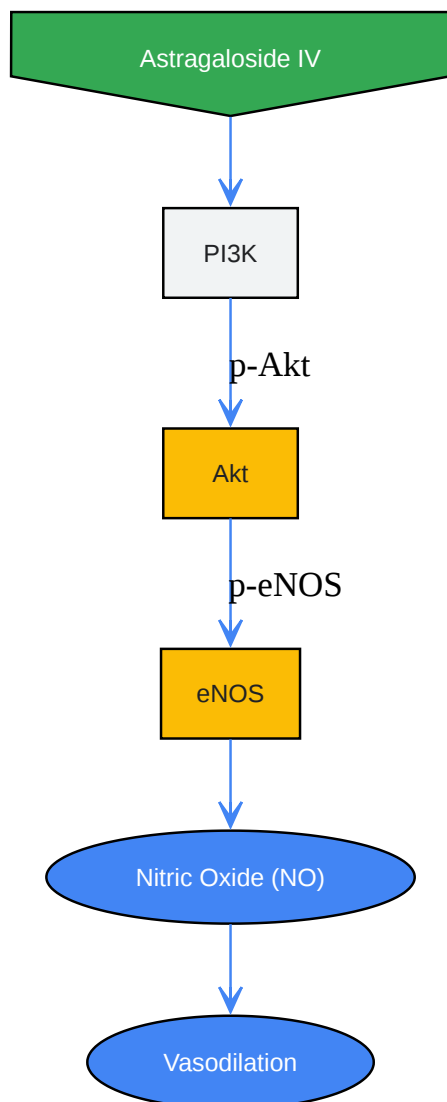 Astragaloside IV
PI3K
p-Akt
Akt
p-eNOS
eNOS
Nitric Oxide (NO)
Vasodilation